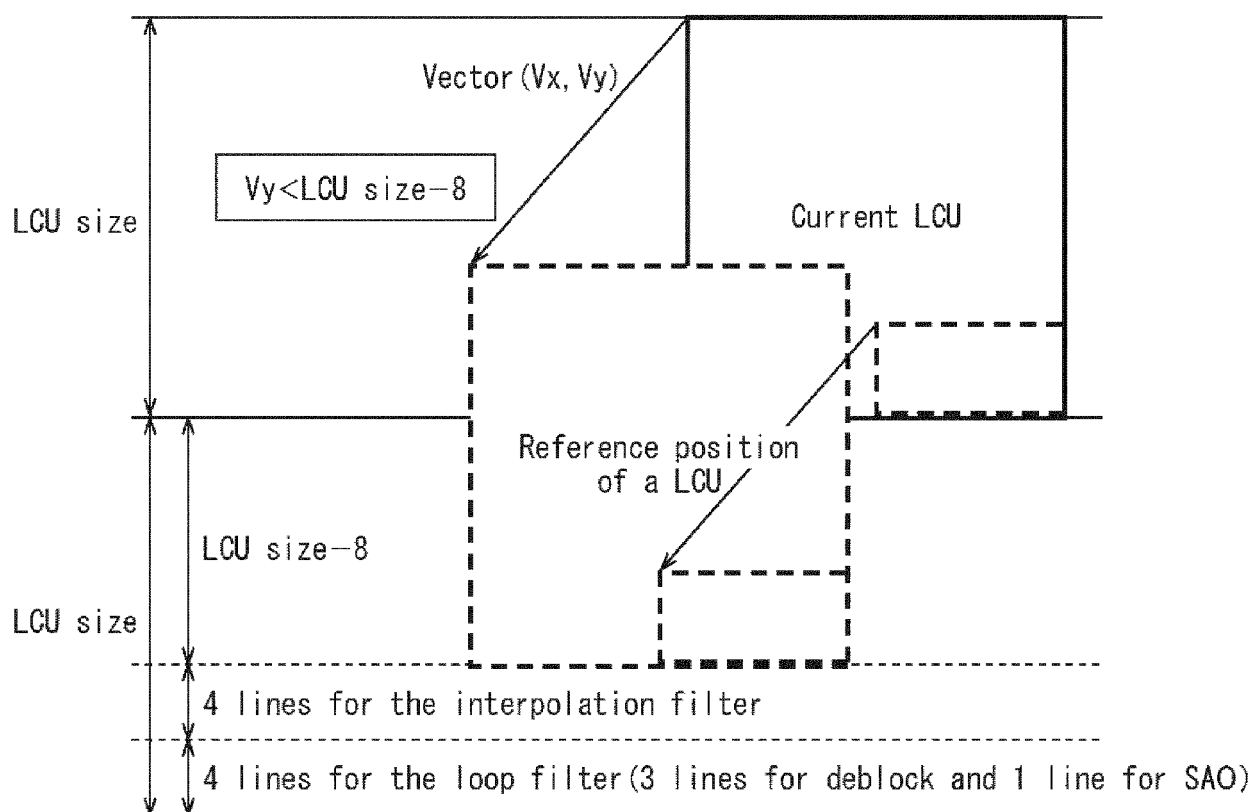 Vector(Vx, Vy)
Vy<LCU size−8
LCU size
Current LCU
Reference position
of a LCU
LCU size−8
LCU size
4 lines for the interpolation filter
4 lines for the loop filter(3 lines for deblock and 1 line for SAO)